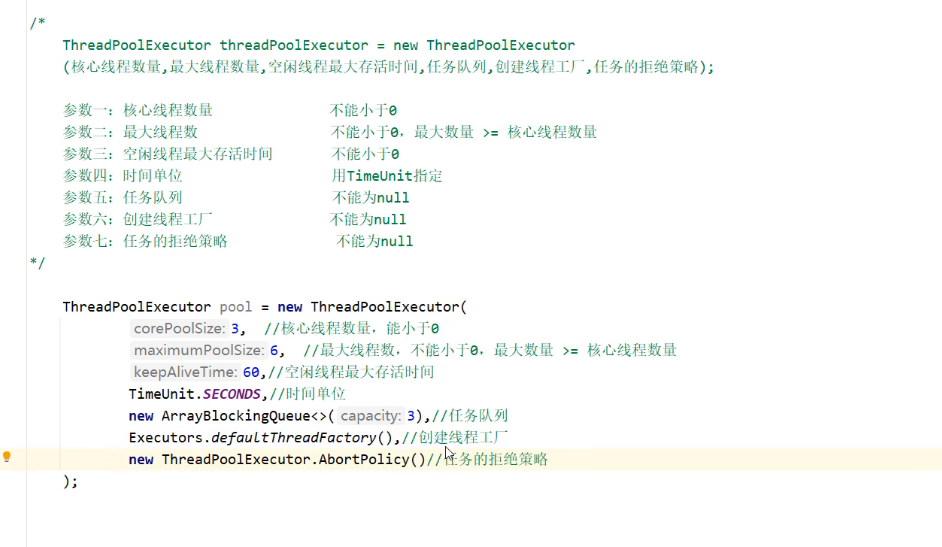 /*
ThreadPoolExecutor threadPoolExecutor = new ThreadPoolExecutor
(核心线程数量,最大线程数量,空闲线程最大存活时间,任务队列,创建线程工厂,任务的拒绝策略);
参数一：核心线程数量 不能小于0
参数二：最大线程数 不能小于0，最大数量 >= 核心线程数量
参数三：空闲线程最大存活时间 不能小于0
参数四：时间单位 用TimeUnit指定
参数五：任务队列 不能为null
参数六：创建线程工厂 不能为null
参数七：任务的拒绝策略 不能为null
*/
ThreadPoolExecutor pool = new ThreadPoolExecutor(
corePoolSize: 3, //核心线程数量，能小于0
maximumPoolSize: 6, //最大线程数，不能小于0，最大数量 >= 核心线程数量
keepAliveTime: 60,//空闲线程最大存活时间
TimeUnit.SECONDS,//时间单位
new ArrayBlockingQueue<>( capacity: 3),//任务队列
Executors.defaultThreadFactory(),//创建线程工厂
new ThreadPoolExecutor.AbortPolicy()//任务的拒绝策略
);